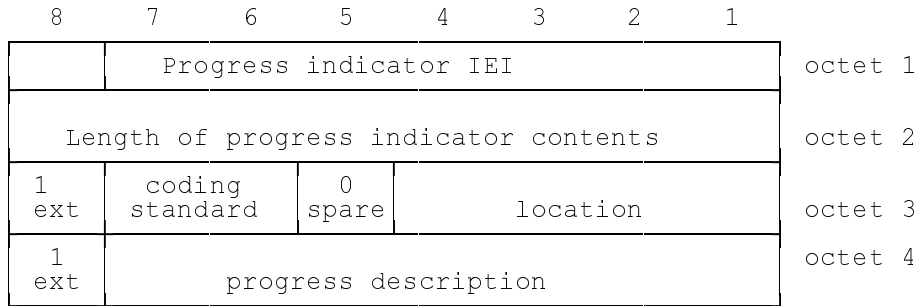 8 7 6 5 4 3 2 1
Progress indicator IEI octet 1
Length of progress indicator contents octet 2
1 coding 0
ext standard spare location octet 3
1 octet 4
ext progress description